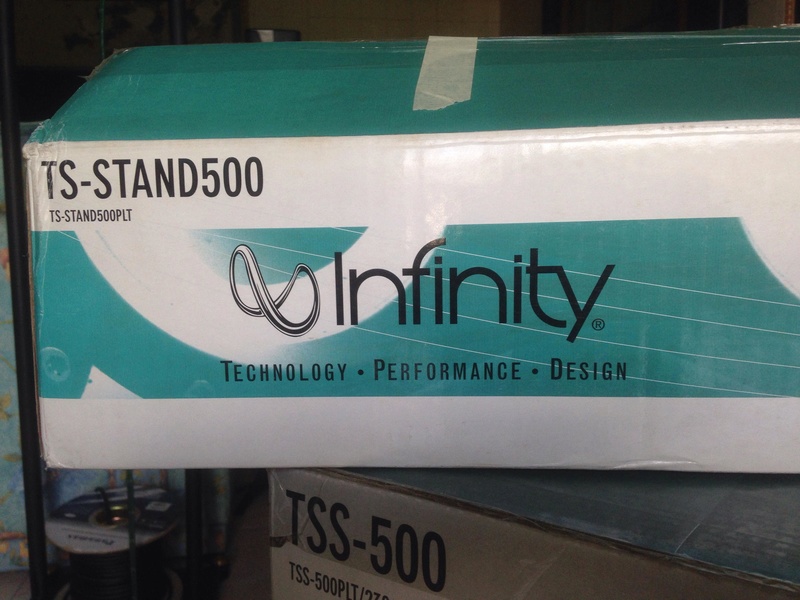 TS-STAND500
TS-STAND500PLT
Infinity®
TECHNOLOGY • PERFORMANCE • DESIGN
TSS-500